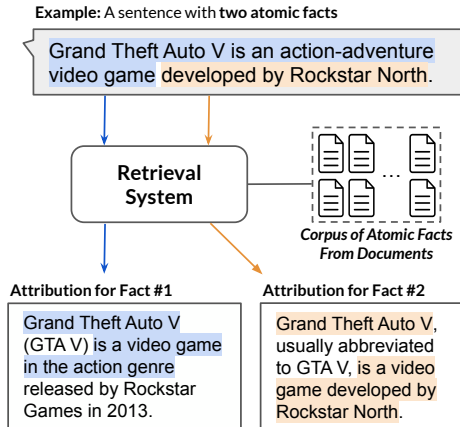 Example: A sentence with two atomic facts
Grand Theft Auto V is an action-adventure
video game developed by Rockstar North.
Retrieval
System
...
Corpus of Atomic Facts
From Documents
Attribution for Fact #1
Grand Theft Auto V
(GTA V) is a video game
in the action genre
released by Rockstar
Games in 2013.
Attribution for Fact #2
Grand Theft Auto V,
usually abbreviated
to GTA V, is a video
game developed by
Rockstar North.